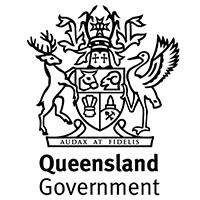 AUDAX AT FIDELIS
Queensland
Government